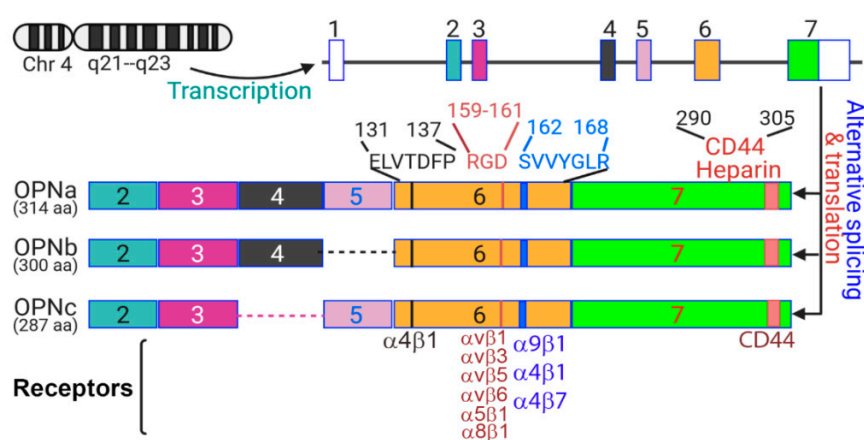 1 2 3 4 5 6 7
Chr 4 q21--q23
Transcription
159-161
131 137 162 168 290 305
ELVTDFP RGD SVVYGLR CD44
Heparin
Alternative splicing
& translation
OPNa 2 3 4 5 6 7
(314 aa)
OPNb 2 3 4 6 7
(300 aa)
OPNc 2 3 5 6 7
(287 aa)
α4β1 αvβ1 α9β1 CD44
αvβ3 α4β1
αvβ5 α4β7
αvβ6
α5β1
α8β1
Receptors